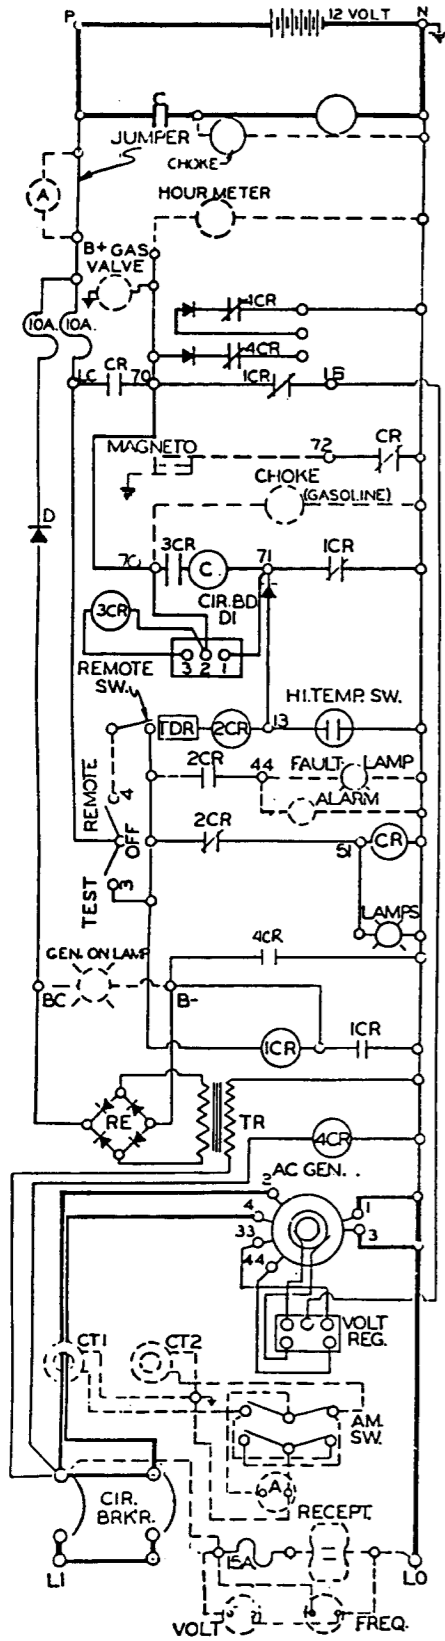 P 12 VOLT N
C
JUMPER
CHOKE
A
HOUR METER
B+ GAS
VALVE
1CR
10A. 10A.
4CR
LC CR 70 1CR 15
MAGNETO 72 CR
CHOKE
(GASOLINE)
D
3CR 71 1CR
70 C
CIR. BD.
D1
3CR
3 2 1
REMOTE
SW.
HI.TEMP. SW.
TDR 2CR 13
2CR 44 FAULT LAMP
ALARM
REMOTE 4
OFF
2CR
51 CR
TEST 3
LAMPS
4CR
GEN. ON LAMP
BC B-
1CR 1CR
RE TR
4CR
AC GEN.
2
4 1
33 3
44
VOLT
REG.
CT1 CT2
AM.
SW.
A
CIR.
BRK'R.
RECEPT.
15A
L1 LO
VOLT FREQ.